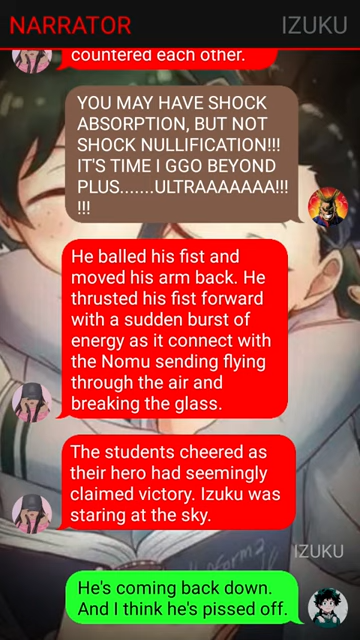 NARRATOR IZUKU
countered each other.
YOU MAY HAVE SHOCK
ABSORPTION, BUT NOT
SHOCK NULLIFICATION!!!
IT'S TIME I GGO BEYOND
PLUS.......ULTRAAAAAAA!!!
!!!
He balled his fist and
moved his arm back. He
thrusted his fist forward
with a sudden burst of
energy as it connect with
the Nomu sending flying
through the air and
breaking the glass.
The students cheered as
their hero had seemingly
claimed victory. Izuku was
staring at the sky.
IZUKU
He's coming back down.
And I think he's pissed off.